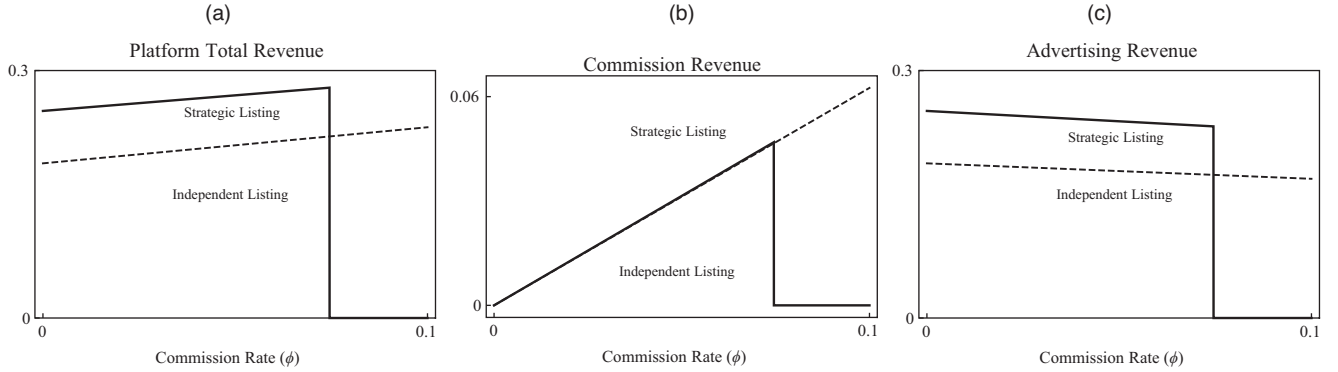 (a)
Platform Total Revenue
0.3
Strategic Listing
Independent Listing
0
0
0.1
Commission Rate (ϕ)
(b)
Commission Revenue
0.06
Strategic Listing
Independent Listing
0
0
0.1
Commission Rate (ϕ)
(c)
Advertising Revenue
0.3
Strategic Listing
Independent Listing
0
0
0.1
Commission Rate (ϕ)